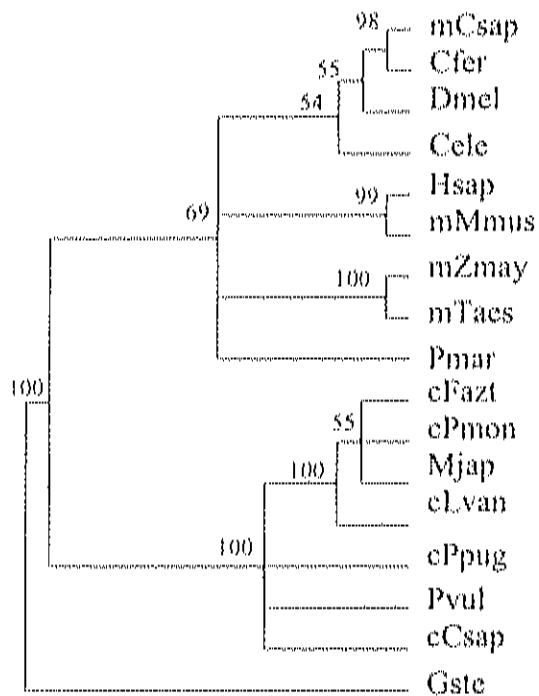 98
mCsap
Cfer
55
Dmel
54
Cele
Hsap
99
69
mMmus
mZmay
100
mTaes
Pmar
100
cFazt
55
cPmon
Mjap
100
cLvan
100
cPpug
Pvul
cCsap
Gste